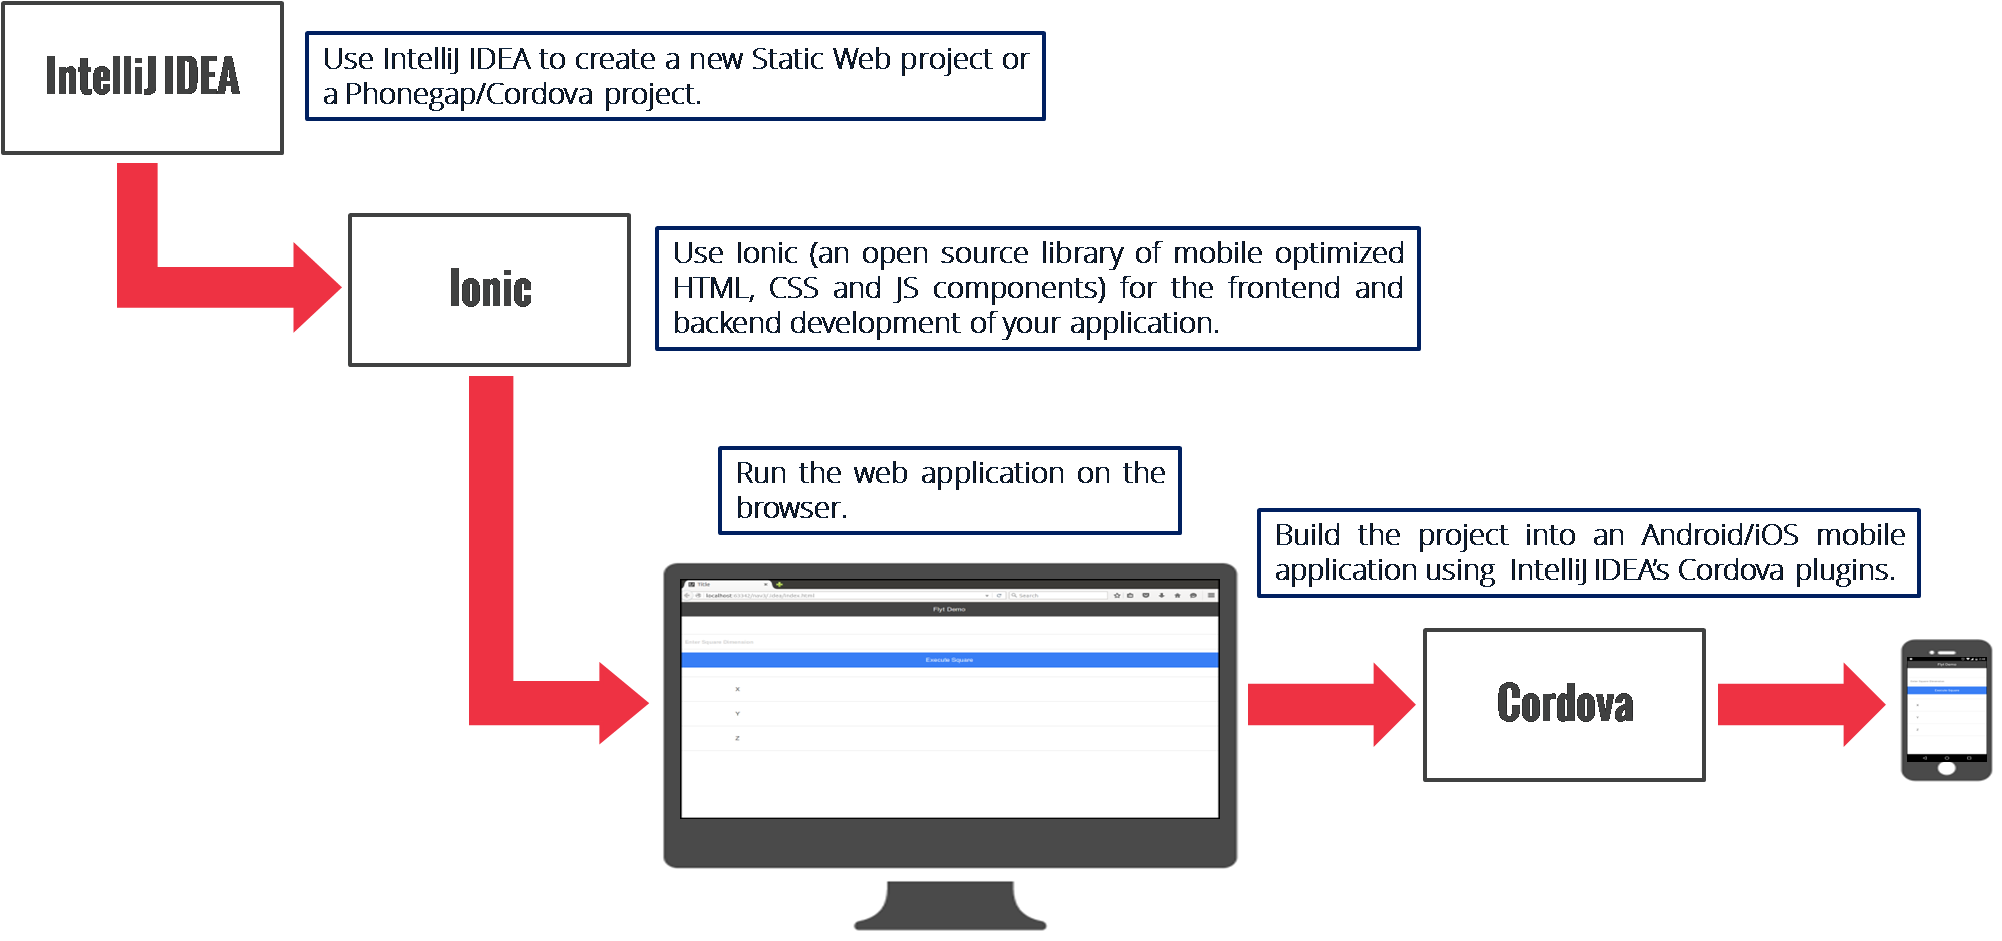 IntelliJ IDEA
Use IntelliJ IDEA to create a new Static Web project or
a Phonegap/Cordova project.
Ionic
Use Ionic (an open source library of mobile optimized
HTML, CSS and JS components) for the frontend and
backend development of your application.
Run the web application on the
browser.
Build the project into an Android/iOS mobile
application using IntelliJ IDEA's Cordova plugins.
Title
Search
Flyt Demo
Enter Square Dimension
Execute Square
X
Y
Z
Cordova
Flyt Demo
Execute Square